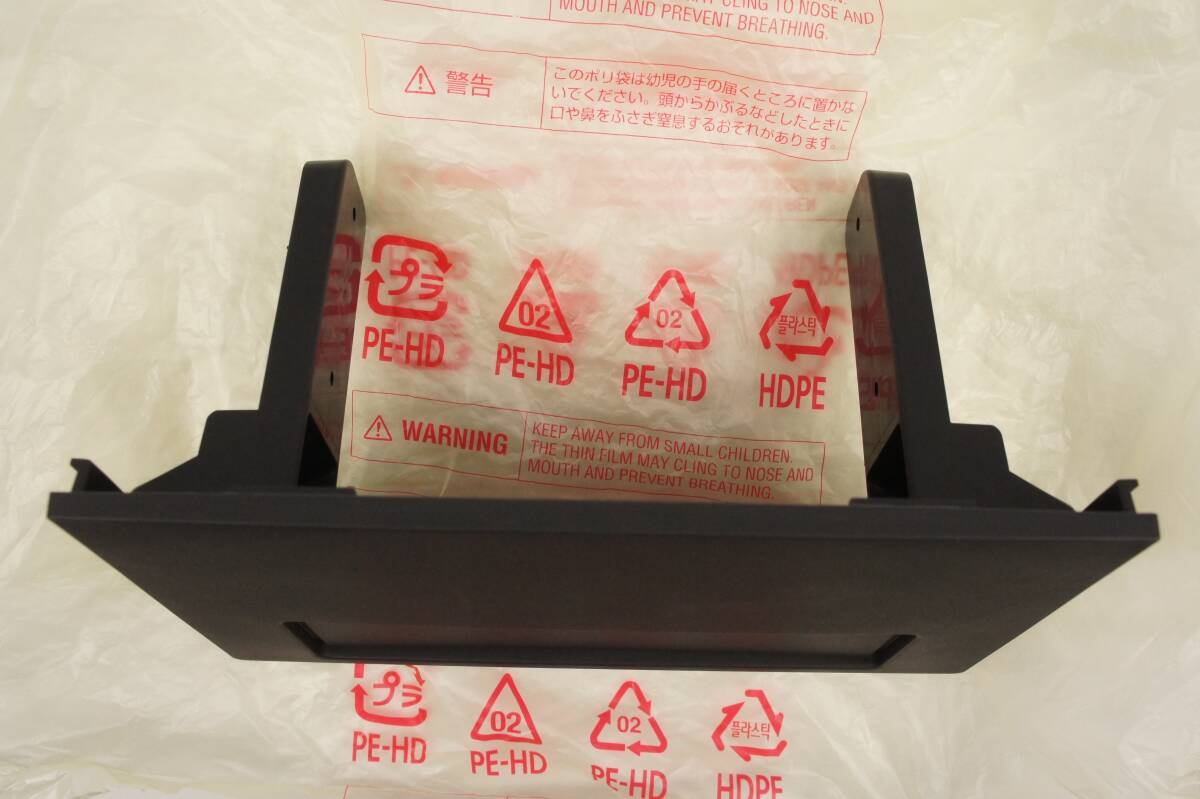 MOUTH AND PREVENT BREATHING.
CLING TO NOSE AND
警告
このポリ袋は幼児の手の届くところに置かな
いでください。頭からかぶるなどしたときに
口や鼻をふさぎ窒息するおそれがあります。
プラ
02
02
플라스틱
PE-HD
PE-HD
PE-HD
HDPE
WARNING
KEEP AWAY FROM SMALL CHILDREN.
THE THIN FILM MAY CLING TO NOSE AND
MOUTH AND PREVENT BREATHING.
プラ
02
02
플라스틱
PE-HD
PE-HD
PE-HD
HDPE